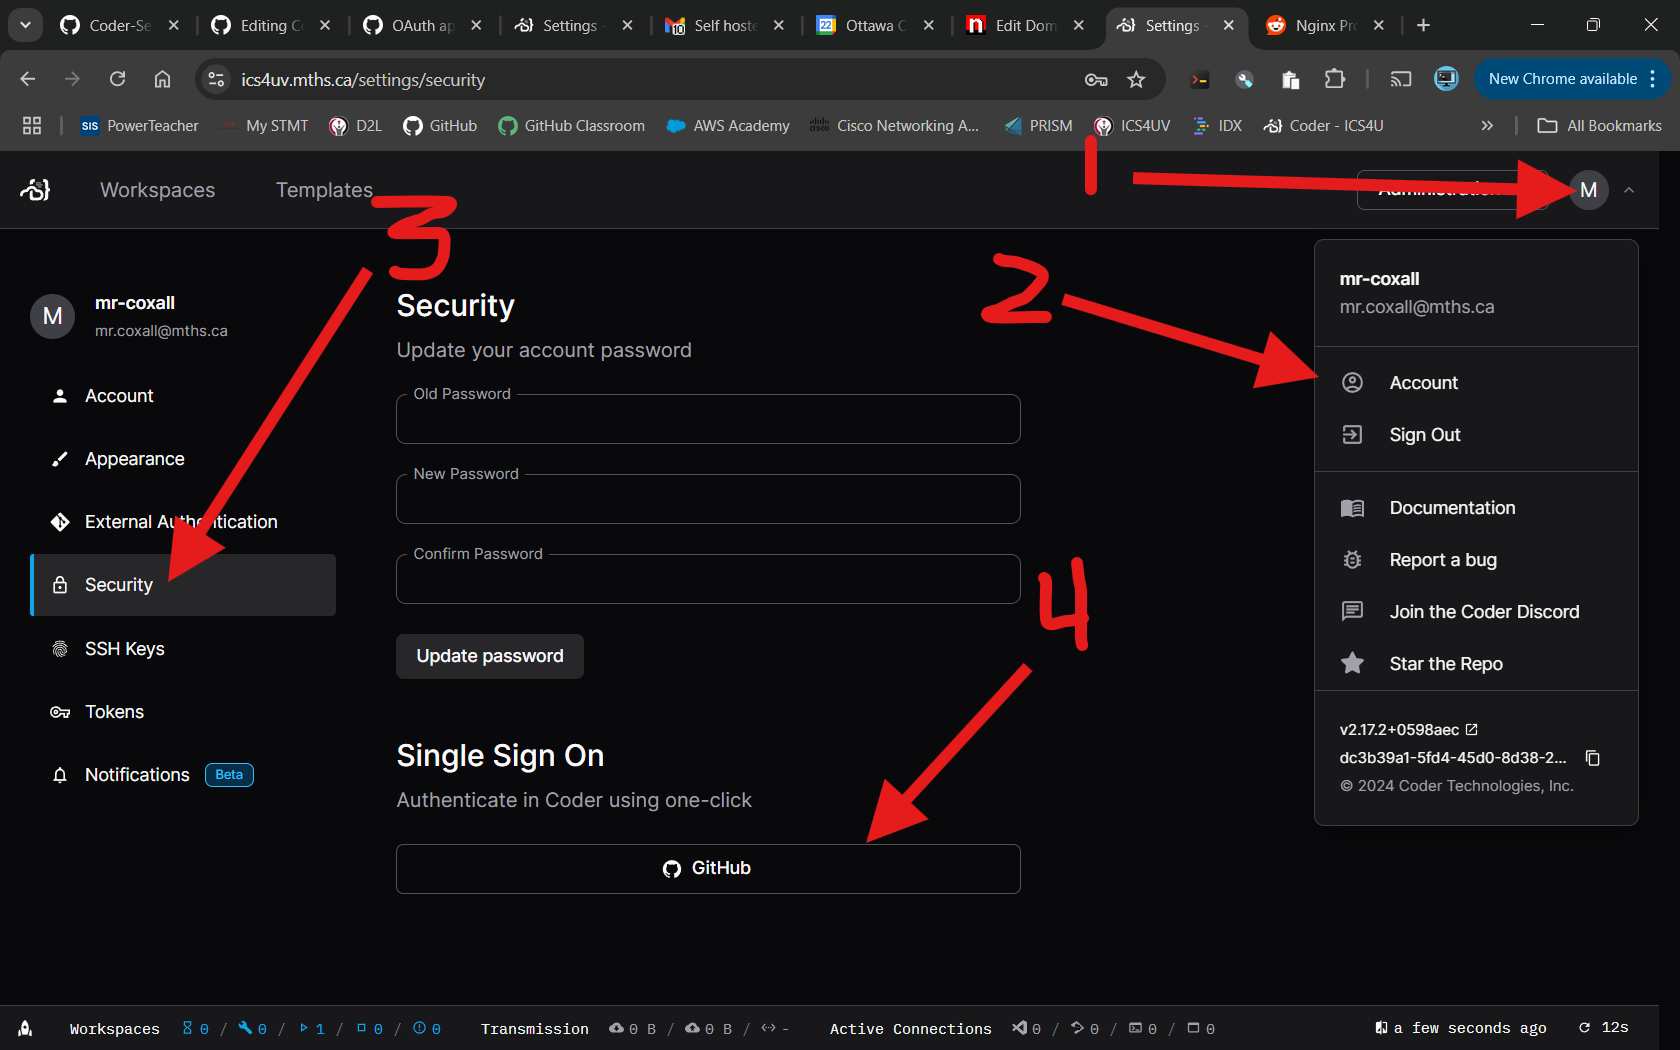 Coder-Se
Editing Co
OAuth ap
Settings -
Self hoste
Ottawa C
Edit Dom
Settings -
Nginx Pro
ics4uv.mths.ca/settings/security
New Chrome available
SIS PowerTeacher
My STMT
D2L
GitHub
GitHub Classroom
AWS Academy
Cisco Networking A...
PRISM
ICS4UV
IDX
Coder - ICS4U
All Bookmarks
Workspaces
Templates
Administration
M
1
2
3
4
mr-coxall
mr.coxall@mths.ca
Account
Sign Out
Documentation
Report a bug
Join the Coder Discord
Star the Repo
v2.17.2+0598aec
dc3b39a1-5fd4-45d0-8d38-2...
© 2024 Coder Technologies, Inc.
M
mr-coxall
mr.coxall@mths.ca
Account
Appearance
External Authentication
Security
SSH Keys
Tokens
Notifications Beta
Security
Update your account password
Old Password
New Password
Confirm Password
Update password
Single Sign On
Authenticate in Coder using one-click
GitHub
Workspaces 0 / 0 / 1 / 0 / 0 Transmission 0 B / 0 B / - Active Connections 0 / 0 / 0 / 0 a few seconds ago 12s